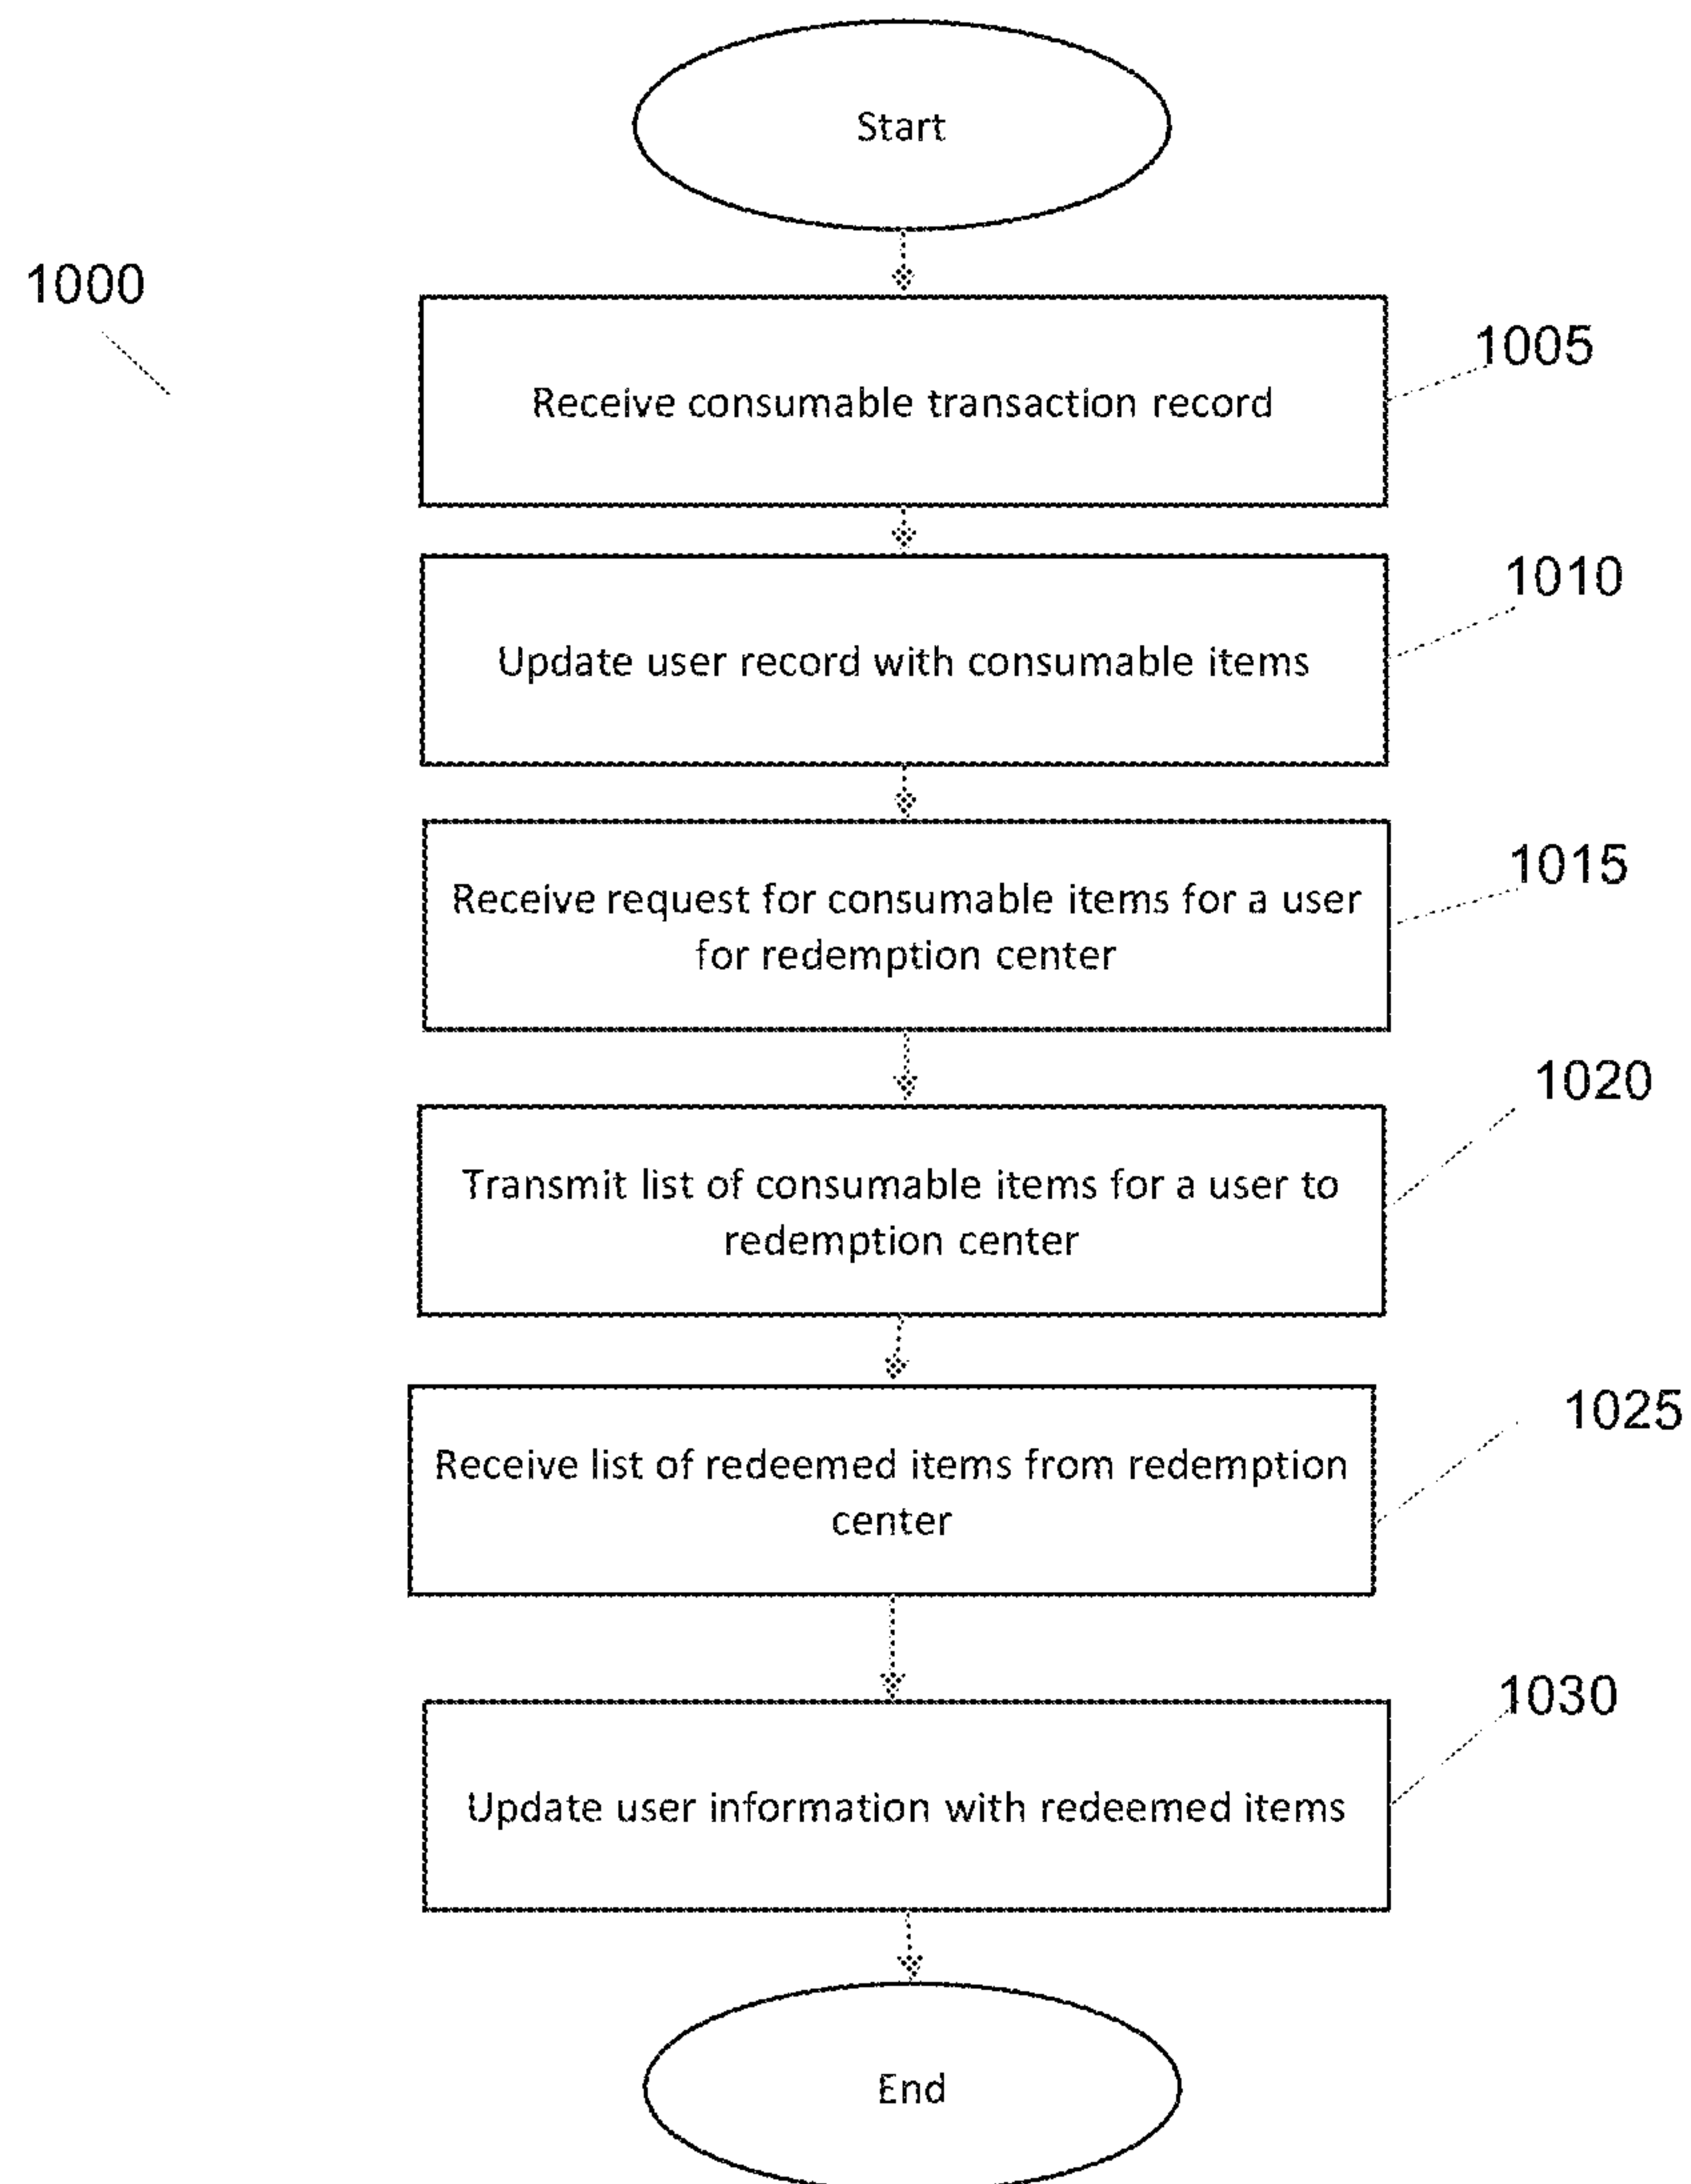 Start
1000
1005
Receive consumable transaction record
1010
Update user record with consumable items
1015
Receive request for consumable items for a user
for redemption center
1020
Transmit list of consumable items for a user to
redemption center
1025
Receive list of redeemed items from redemption
center
1030
Update user information with redeemed items
End